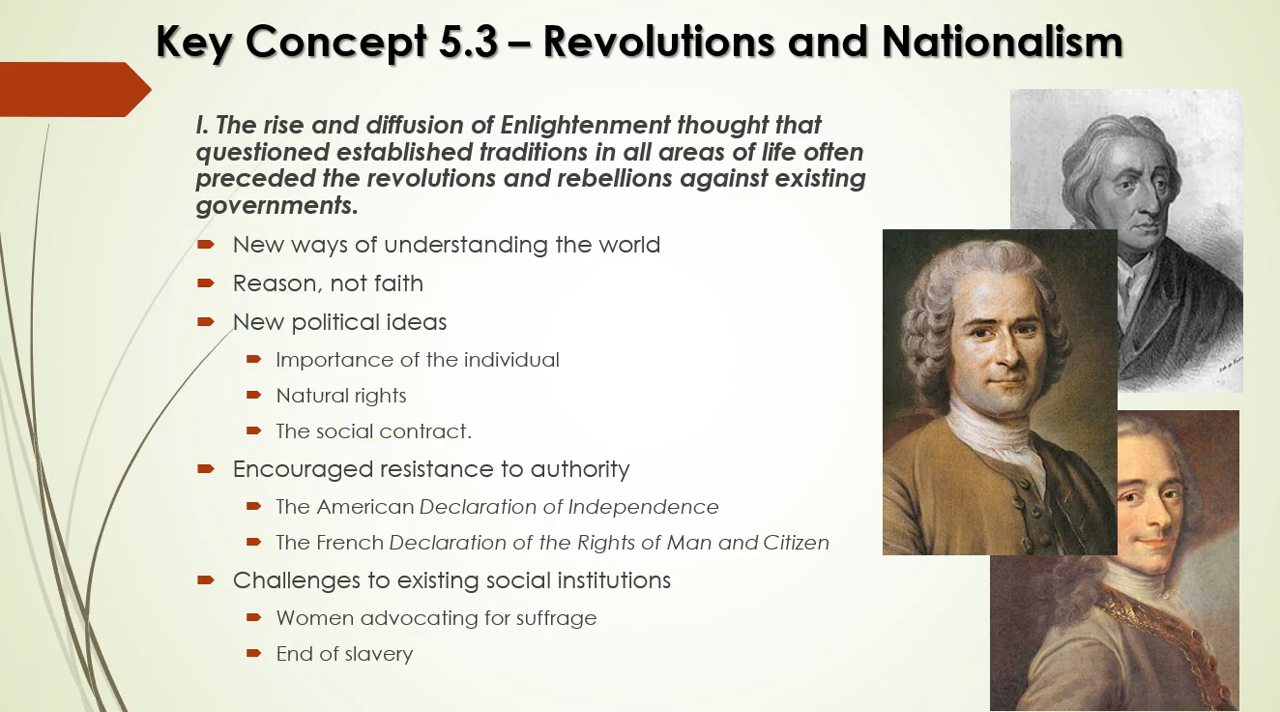 Key Concept 5.3 – Revolutions and Nationalism
I. The rise and diffusion of Enlightenment thought that
questioned established traditions in all areas of life often
preceded the revolutions and rebellions against existing
governments.
New ways of understanding the world
Reason, not faith
New political ideas
Importance of the individual
Natural rights
The social contract.
Encouraged resistance to authority
The American Declaration of Independence
The French Declaration of the Rights of Man and Citizen
Challenges to existing social institutions
Women advocating for suffrage
End of slavery